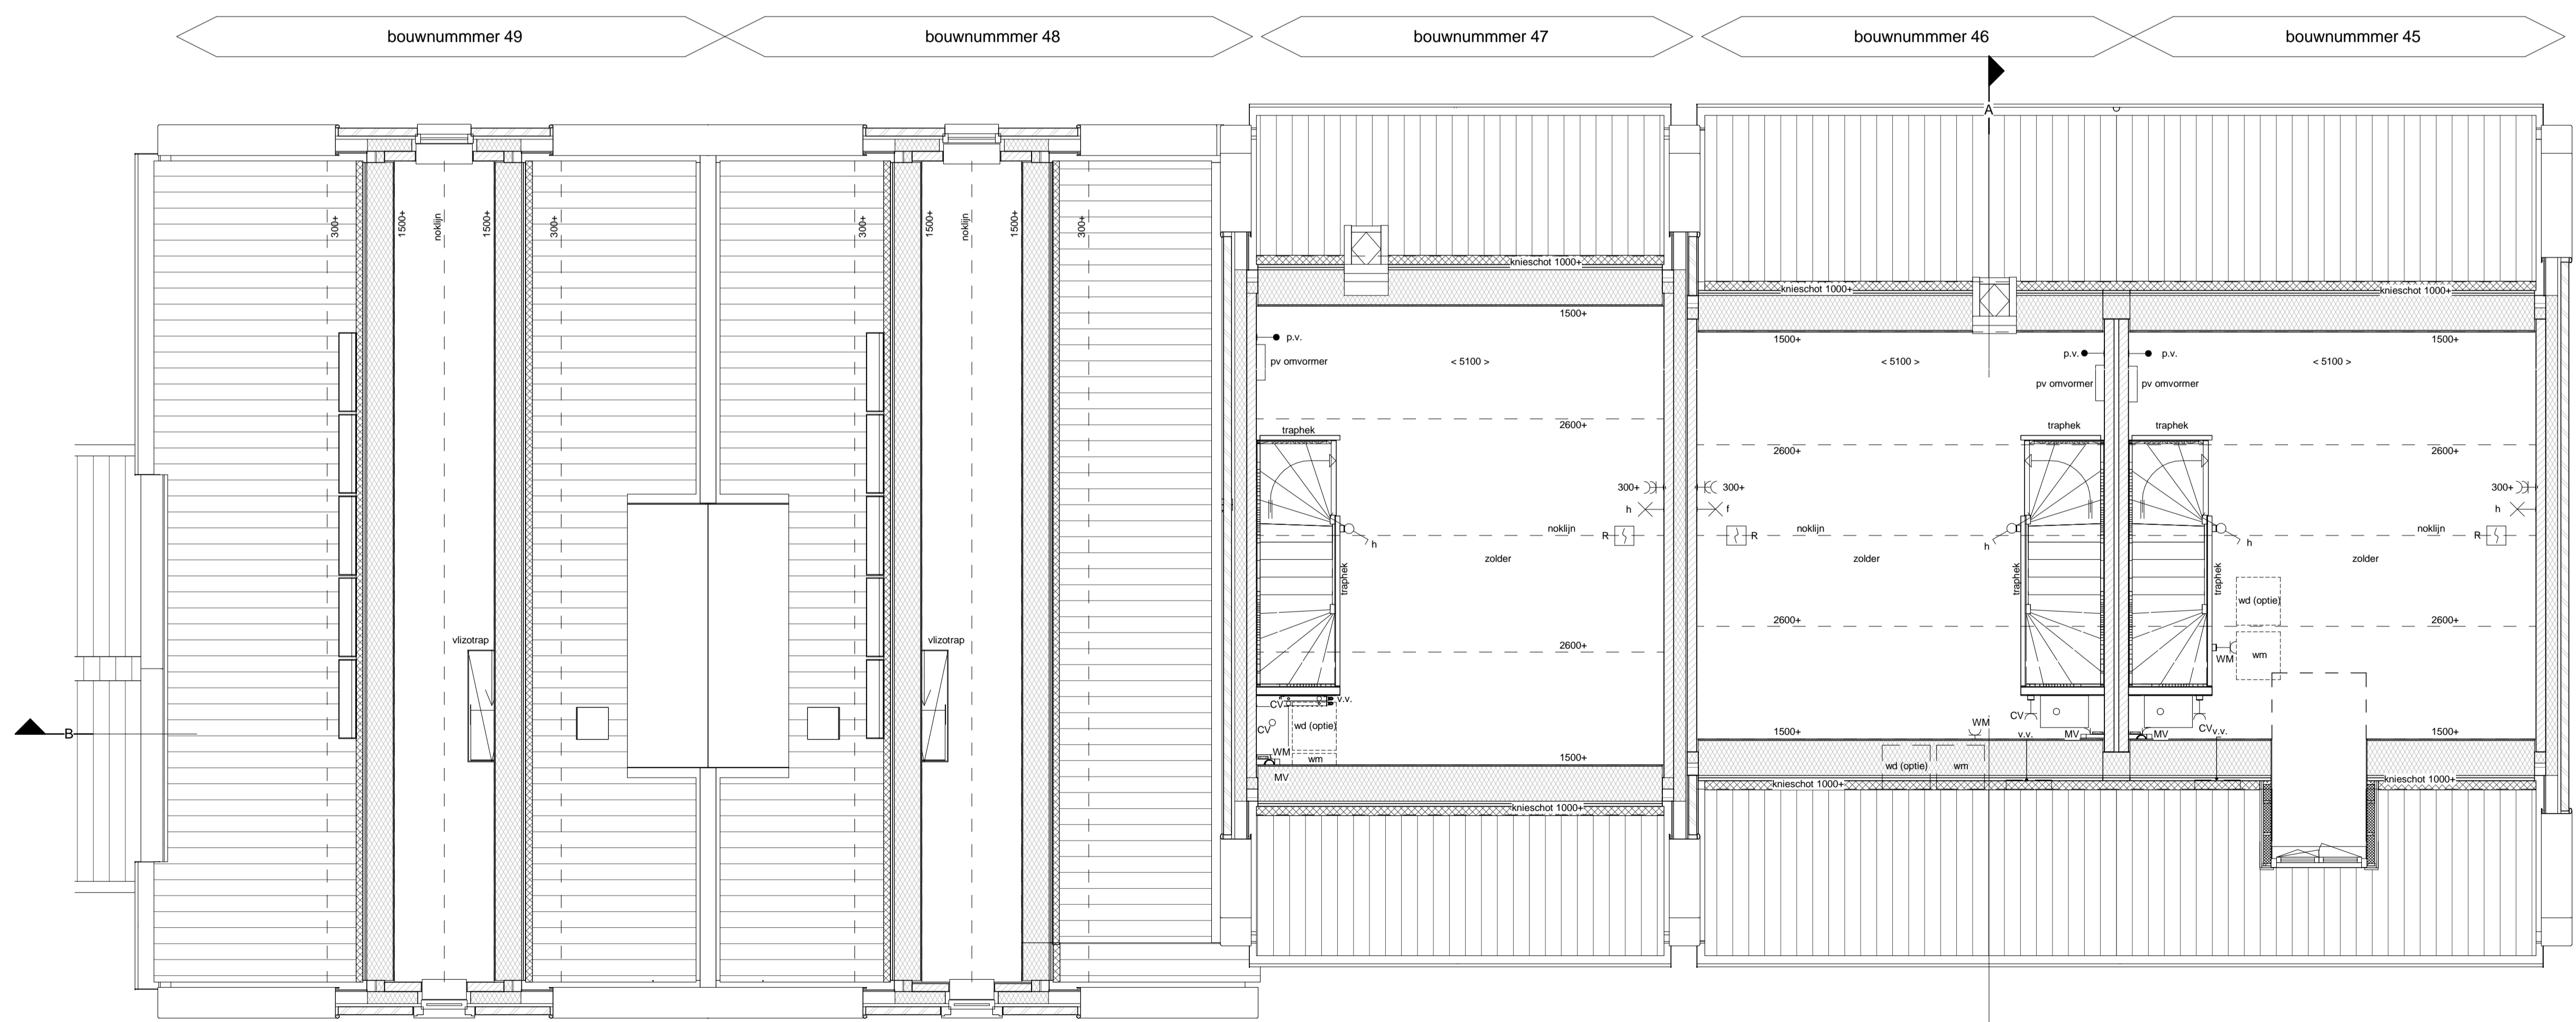 bouwnummmer 49
bouwnummmer 48
bouwnummmer 47
bouwnummmer 46
bouwnummmer 45
A
300+
1500+
noklijn
1500+
300+
300+
1500+
noklijn
1500+
300+
vlizotrap
vlizotrap
B
knieschot 1000+
1500+
p.v.
pv omvormer
< 5100 >
2600+
traphek
300+
h
noklijn
R
h
zolder
traphek
2600+
v.v.
CV
wd (optie)
CV
WM
wm
1500+
MV
knieschot 1000+
knieschot 1000+
1500+
p.v.
< 5100 >
pv omvormer
traphek
2600+
300+
f
noklijn
R
h
zolder
traphek
2600+
CV
WM
1500+
v.v.
MV
wd (optie)
wm
knieschot 1000+
knieschot 1000+
1500+
p.v.
< 5100 >
pv omvormer
traphek
2600+
300+
h
noklijn
R
h
zolder
traphek
wd (optie)
2600+
wm
WM
CV
v.v.
MV
1500+
knieschot 1000+